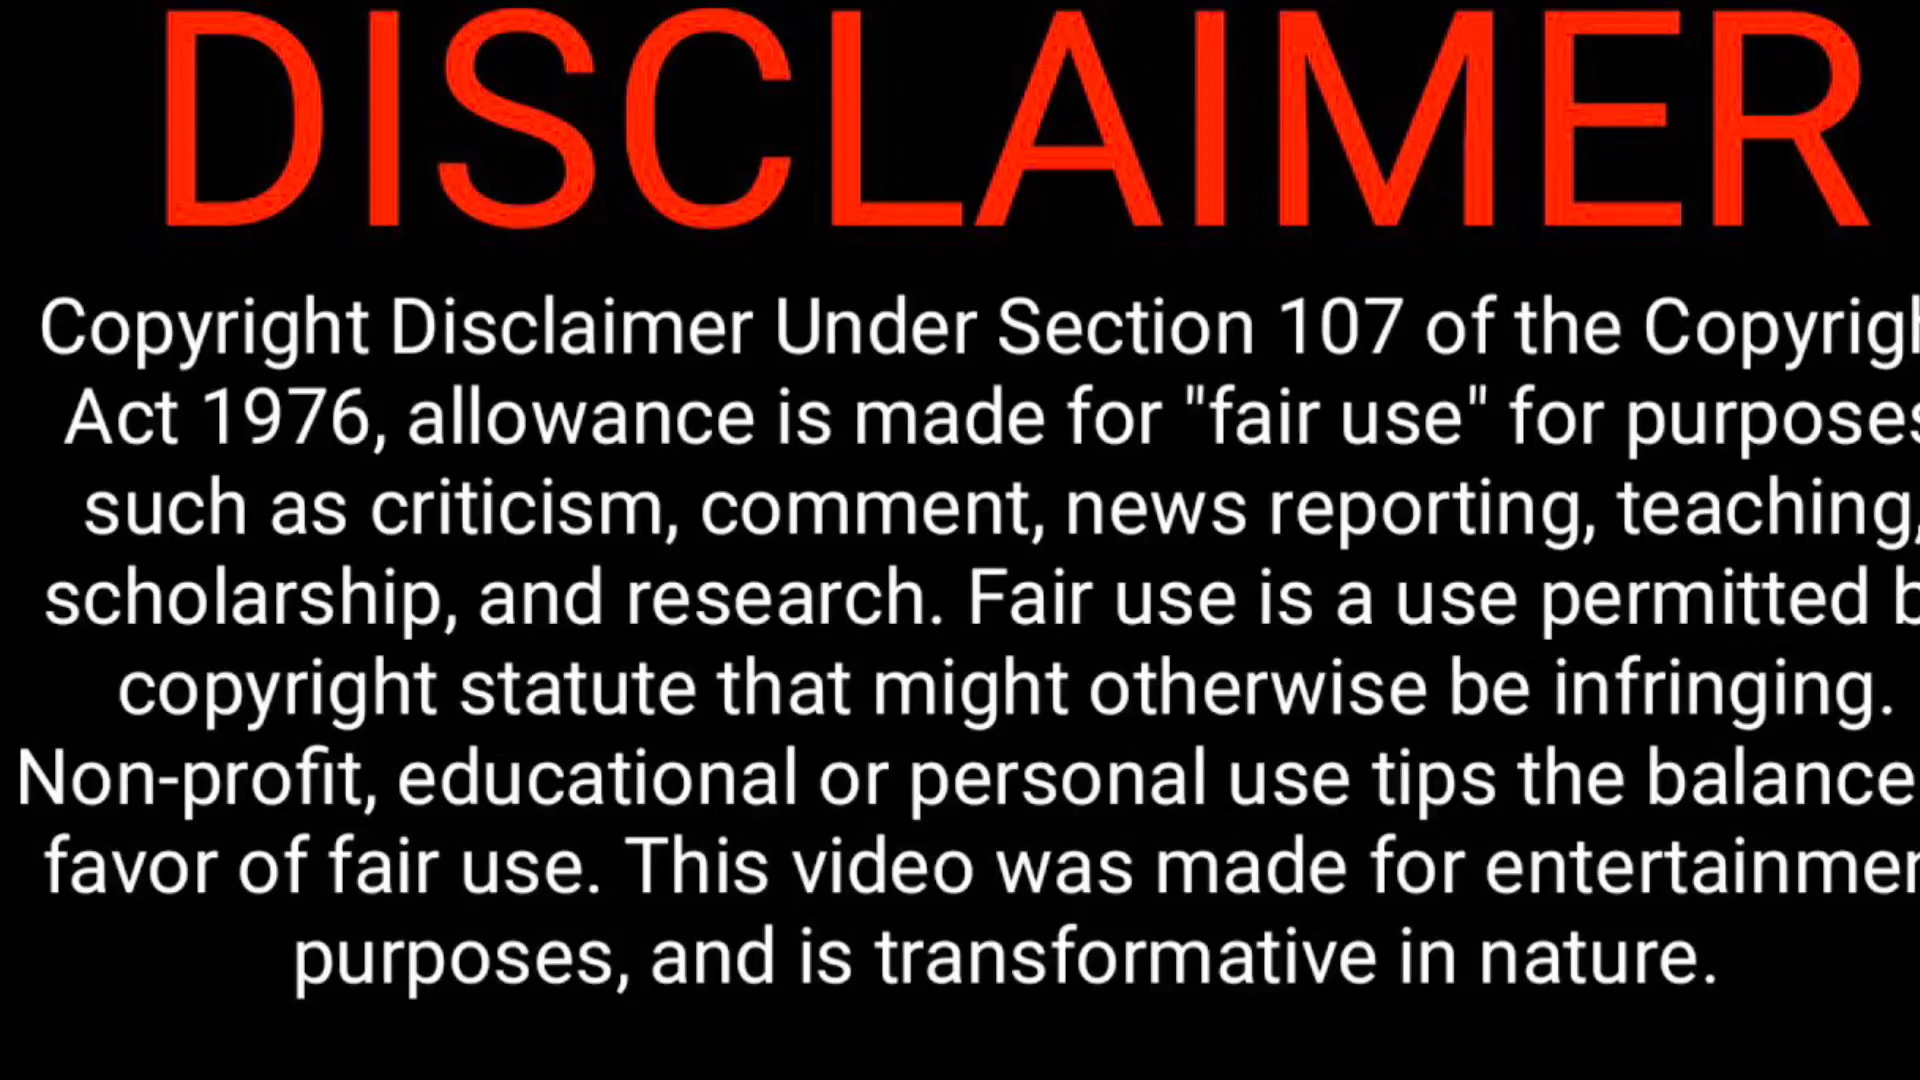 DISCLAIMER
Copyright Disclaimer Under Section 107 of the Copyrigh
Act 1976, allowance is made for "fair use" for purposes
such as criticism, comment, news reporting, teaching,
scholarship, and research. Fair use is a use permitted b
copyright statute that might otherwise be infringing.
Non-profit, educational or personal use tips the balance
favor of fair use. This video was made for entertainmen
purposes, and is transformative in nature.